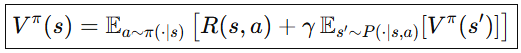 V^π(s) = 𝔼_{a∼π(·|s)} [R(s, a) + γ 𝔼_{s′∼P(·|s,a)}[V^π(s′)]]